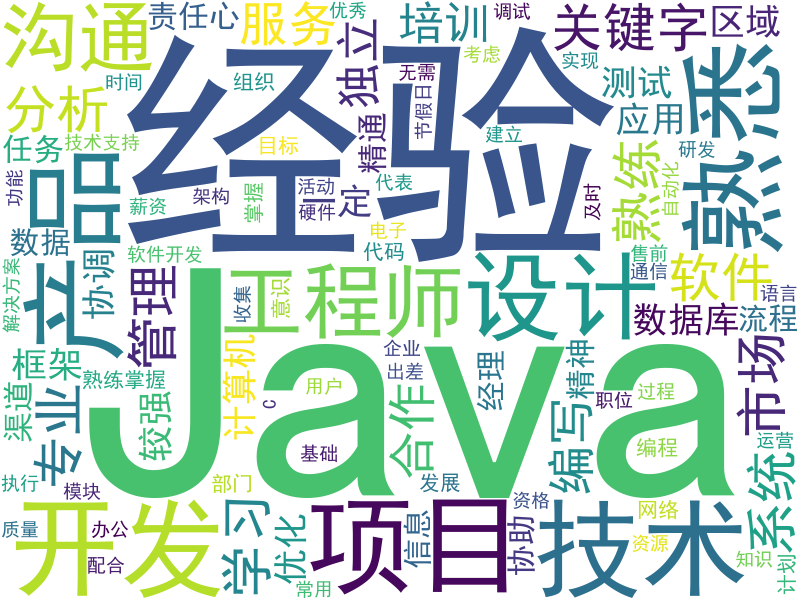 沟通
责任心
服务
优秀
调试
培训
关键字
区域
独立
考虑
经验
熟悉
分析
时间
组织
无需
节假日
实现
测试
应用
任务
技术支持
目标
精通
建立
熟练
研发
自动化
功能
产品
薪资
架构
掌握
活动
硬件
足
代表
及时
数据
协调
软件开发
电子
代码
售前
通信
解决方案
管理
收集
意识
工程师
设计
软件
语言
数据库
流程
渠道
框架
熟练掌握
计算机
企业
出差
经理
精神
市场
专业
较强
C
用户
合作
职位
过程
Java
编写
基础
编程
运营
执行
模块
部门
发展
资格
系统
质量
办公
配合
开发
学习
优化
常用
项目
信息
协助
技术
网络
资源
知识
计划